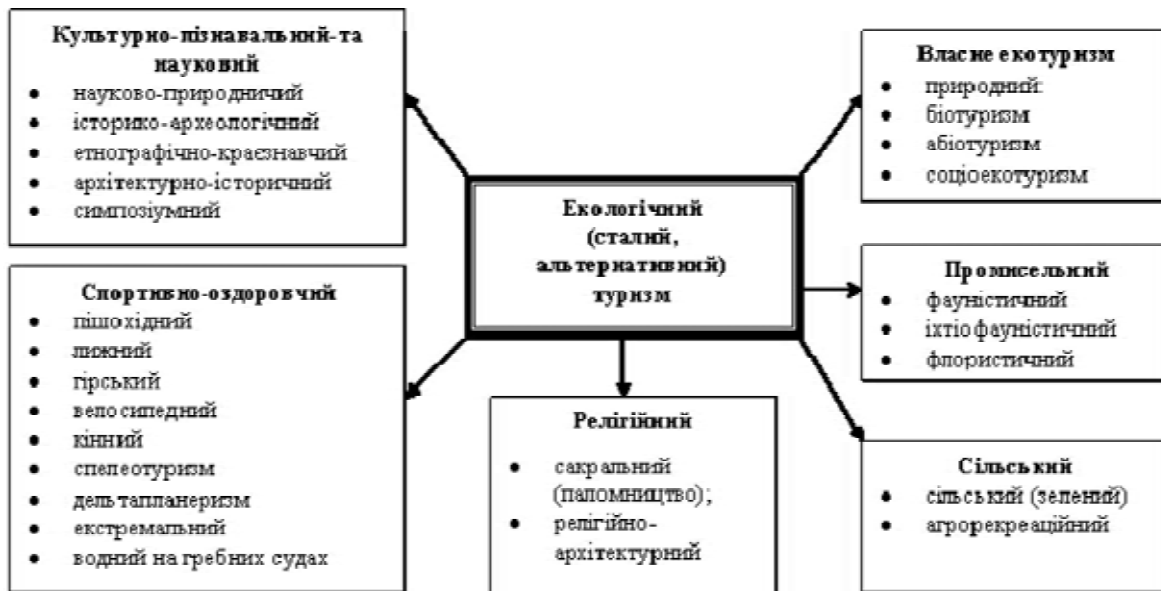 Культурно-пізнавальний-та
науковий
науково-природничий
історико-археологічний
етнографічно-краєзнавчий
архітектурно-історичний
симпозіумний
Спортивно-оздоровчий
пішохідний
лижний
гірський
велосипедний
кінний
спелеотуризм
дельтапланеризм
екстремальний
водний на гребних судах
Екологічний
(сталий,
альтернативний)
туризм
Релігійний
сакральний
(паломництво);
релігійно-
архітектурний
Власне екотуризм
природний:
біотуризм
абіотуризм
соціоекотуризм
Промисельний
фауністичний
іхтіофауністичний
флористичний
Сільський
сільський (зелений)
агрорекреаційний